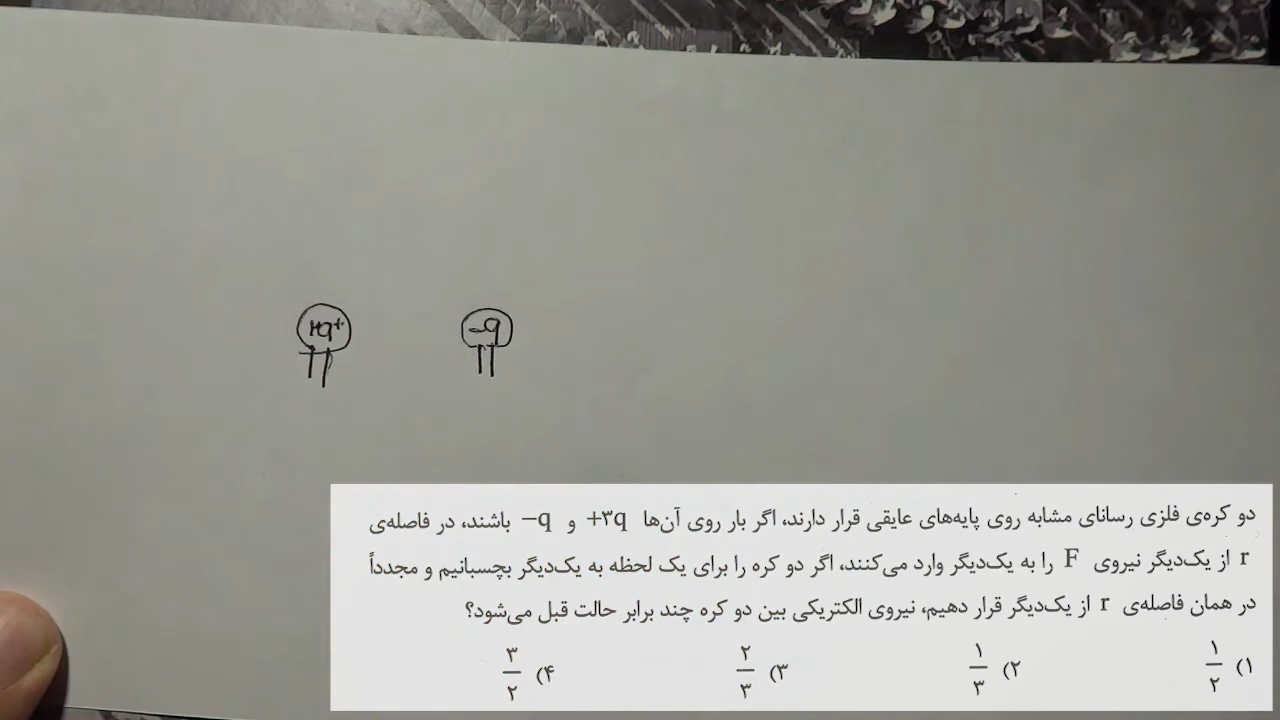 +۳q
−q
دو کره‌ی فلزی رسانای مشابه روی پایه‌های عایقی قرار دارند، اگر بار روی آن‌ها +۳q و −q باشند، در فاصله‌ی
r از یک‌دیگر نیروی F را به یک‌دیگر وارد می‌کنند، اگر دو کره را برای یک لحظه به یک‌دیگر بچسبانیم و مجدداً
در همان فاصله‌ی r از یک‌دیگر قرار دهیم، نیروی الکتریکی بین دو کره چند برابر حالت قبل می‌شود؟
۱) ۱/۲ ۲) ۱/۳ ۳) ۲/۳ ۴) ۳/۲